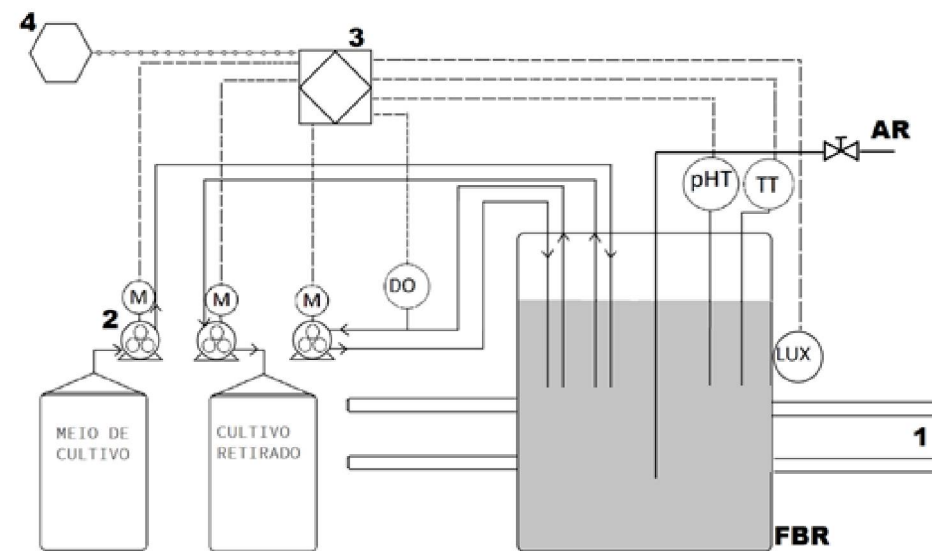 4
3
AR
pHT
TT
DO
M
M
M
2
LUX
MEIO DE
CULTIVO
CULTIVO
RETIRADO
1
FBR